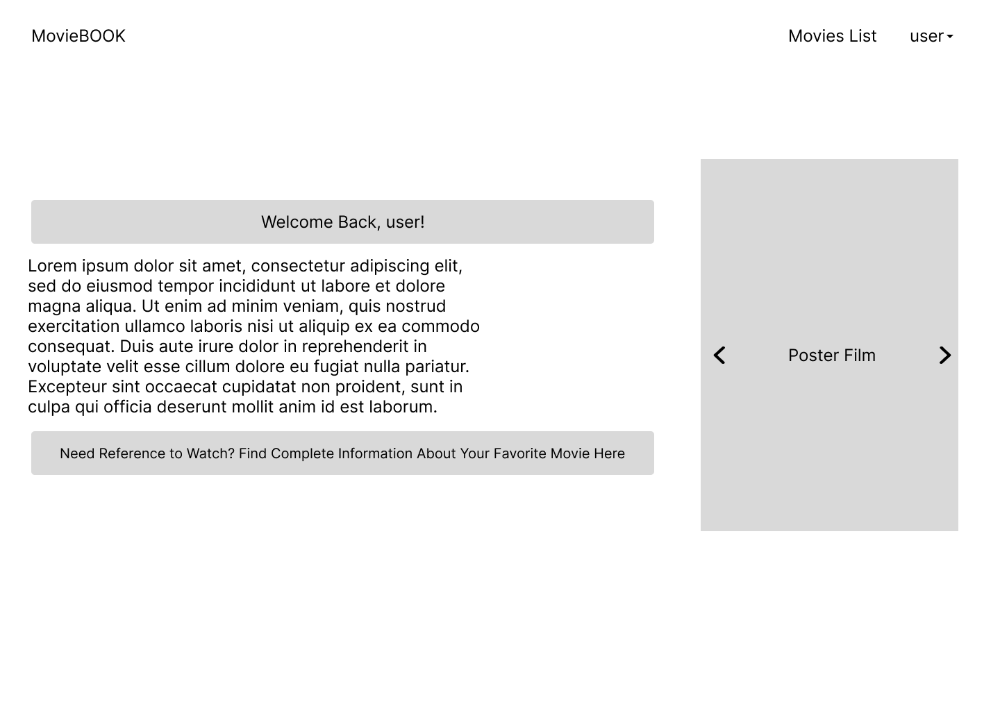 MovieBOOK
Movies List
user
Welcome Back, user!
Lorem ipsum dolor sit amet, consectetur adipiscing elit,
sed do eiusmod tempor incididunt ut labore et dolore
magna aliqua. Ut enim ad minim veniam, quis nostrud
exercitation ullamco laboris nisi ut aliquip ex ea commodo
consequat. Duis aute irure dolor in reprehenderit in
voluptate velit esse cillum dolore eu fugiat nulla pariatur.
Excepteur sint occaecat cupidatat non proident, sunt in
culpa qui officia deserunt mollit anim id est laborum.
Need Reference to Watch? Find Complete Information About Your Favorite Movie Here
Poster Film